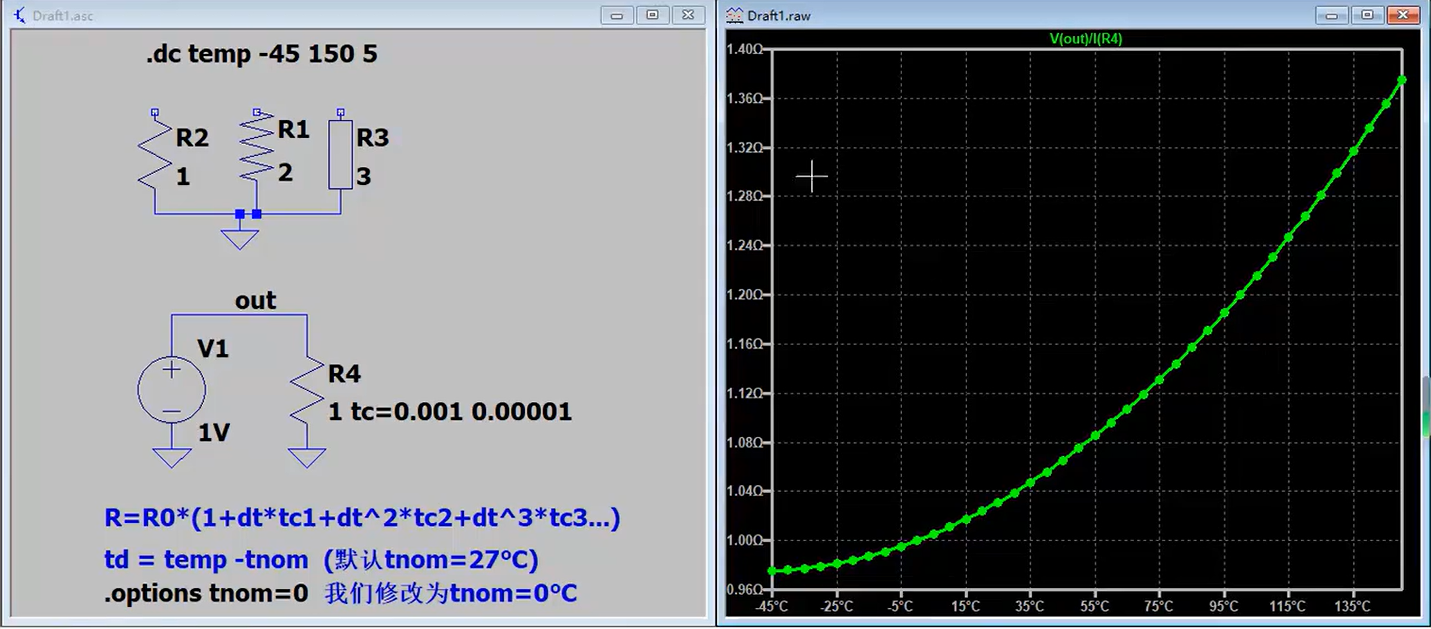 Draft1.asc
.dc temp -45 150 5
R2
1
R1
2
R3
3
out
V1
1V
R4
1 tc=0.001 0.00001
R=R0*(1+dt*tc1+dt^2*tc2+dt^3*tc3...)
td = temp -tnom (默认tnom=27°C)
.options tnom=0 我们修改为tnom=0°C
Draft1.raw
V(out)/I(R4)
1.40Ω
1.36Ω
1.32Ω
1.28Ω
1.24Ω
1.20Ω
1.16Ω
1.12Ω
1.08Ω
1.04Ω
1.00Ω
0.96Ω
-45°C -25°C -5°C 15°C 35°C 55°C 75°C 95°C 115°C 135°C